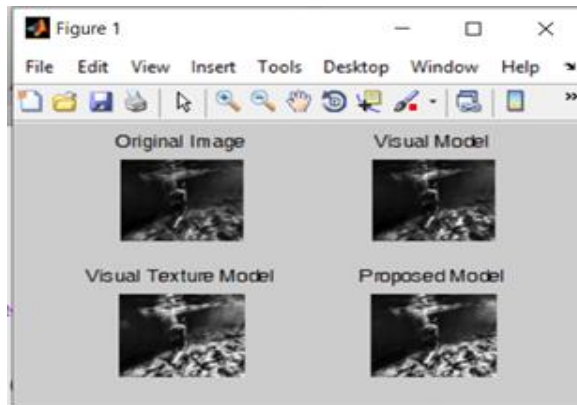 Figure 1
File Edit View Insert Tools Desktop Window Help
Original Image Visual Model
Visual Texture Model Proposed Model